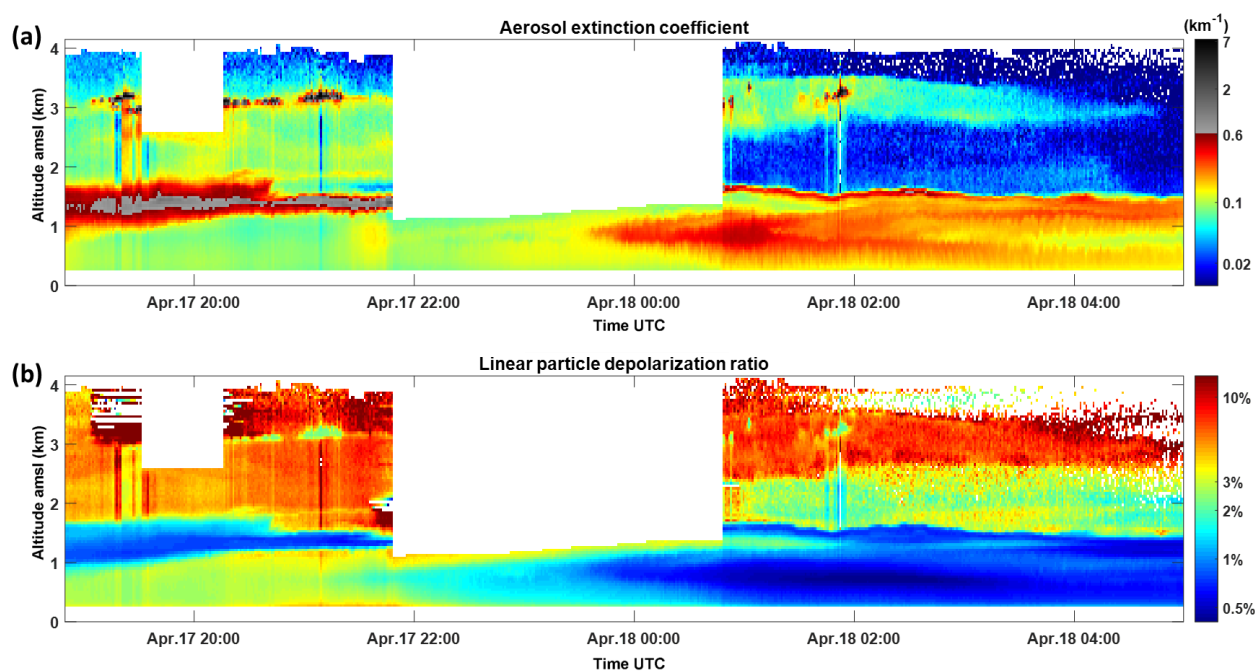 (a)
Aerosol extinction coefficient
(km-1)
Altitude amsl (km)
4
3
2
1
0
7
2
0.6
0.1
0.02
Apr.17 20:00 Apr.17 22:00 Apr.18 00:00 Apr.18 02:00 Apr.18 04:00
Time UTC
(b)
Linear particle depolarization ratio
Altitude amsl (km)
4
3
2
1
0
10%
3%
2%
1%
0.5%
Apr.17 20:00 Apr.17 22:00 Apr.18 00:00 Apr.18 02:00 Apr.18 04:00
Time UTC